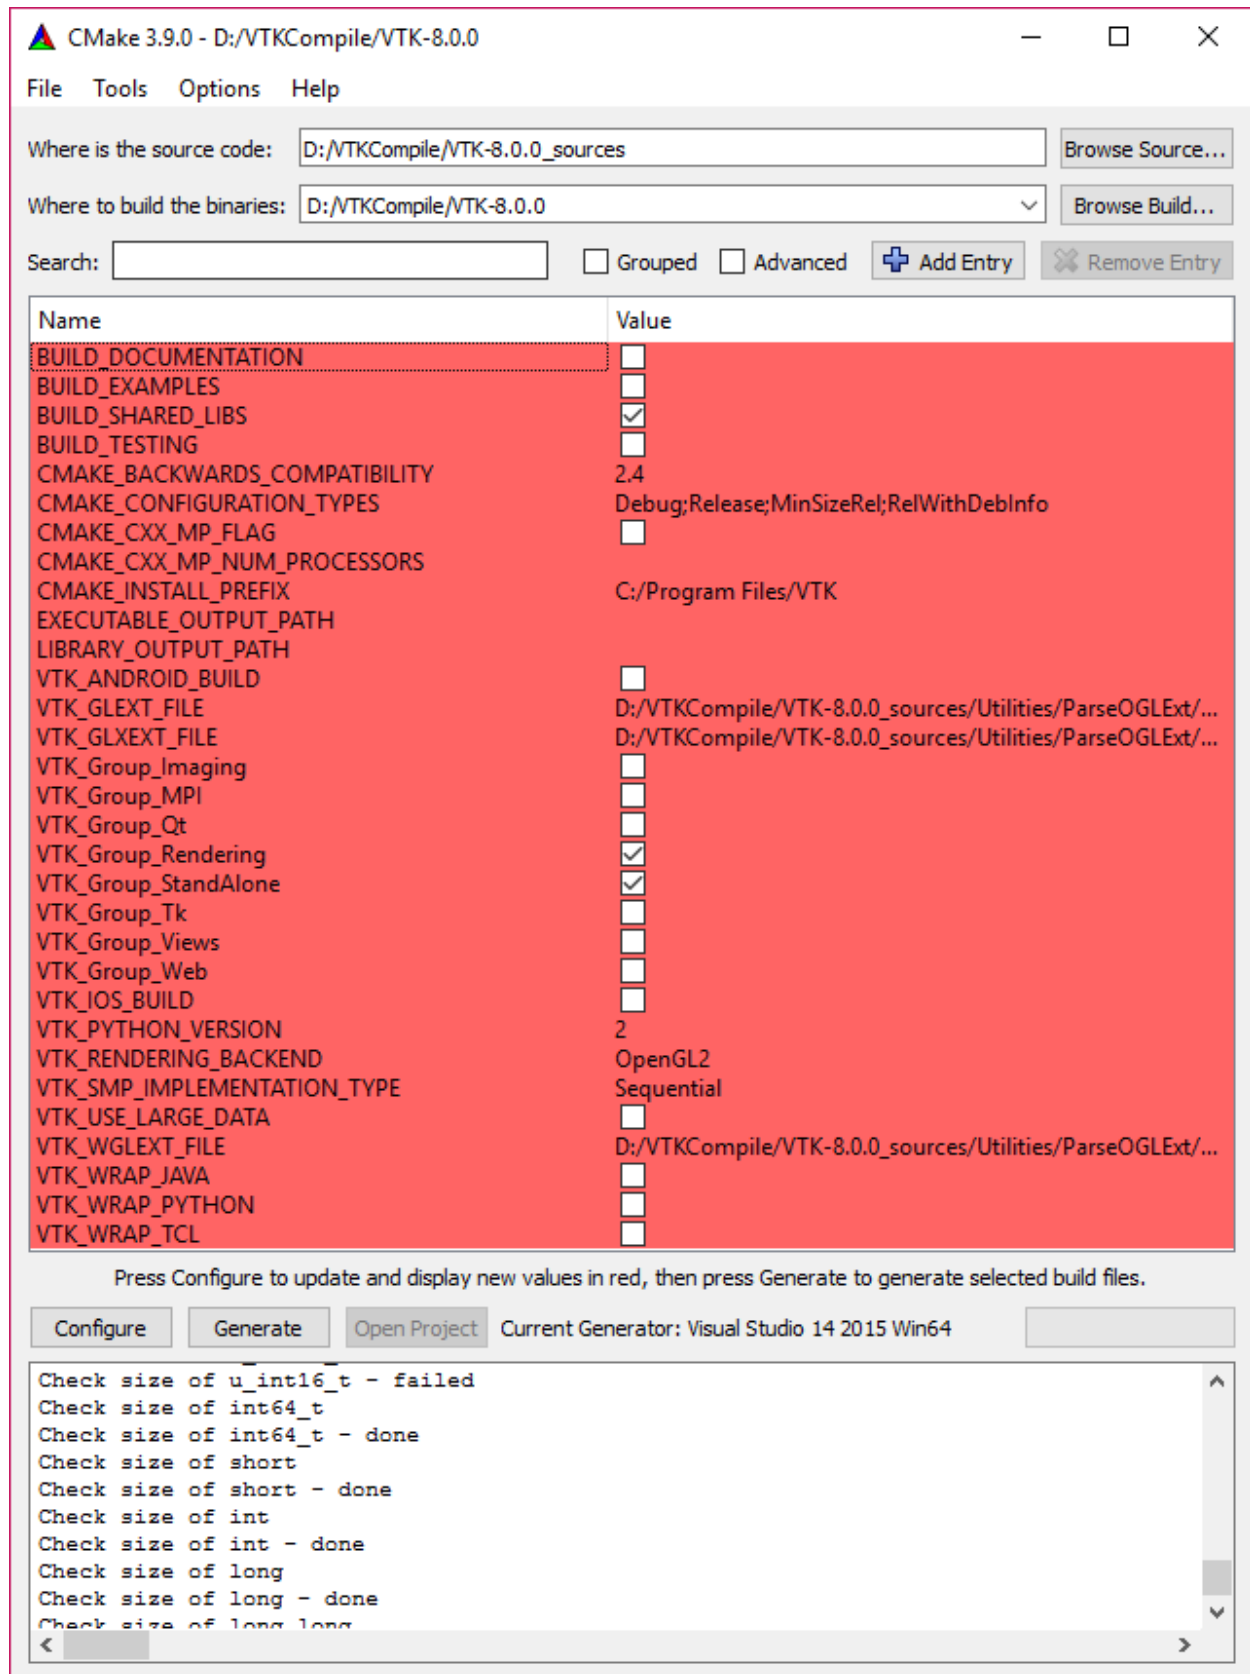 CMake 3.9.0 - D:/VTKCompile/VTK-8.0.0
File Tools Options Help
Where is the source code: D:/VTKCompile/VTK-8.0.0_sources Browse Source...
Where to build the binaries: D:/VTKCompile/VTK-8.0.0 Browse Build...
Search: Grouped Advanced Add Entry Remove Entry
Name Value
BUILD_DOCUMENTATION
BUILD_EXAMPLES
BUILD_SHARED_LIBS
BUILD_TESTING
CMAKE_BACKWARDS_COMPATIBILITY 2.4
CMAKE_CONFIGURATION_TYPES Debug;Release;MinSizeRel;RelWithDebInfo
CMAKE_CXX_MP_FLAG
CMAKE_CXX_MP_NUM_PROCESSORS
CMAKE_INSTALL_PREFIX C:/Program Files/VTK
EXECUTABLE_OUTPUT_PATH
LIBRARY_OUTPUT_PATH
VTK_ANDROID_BUILD
VTK_GLEXT_FILE D:/VTKCompile/VTK-8.0.0_sources/Utilities/ParseOGLExt/...
VTK_GLXEXT_FILE D:/VTKCompile/VTK-8.0.0_sources/Utilities/ParseOGLExt/...
VTK_Group_Imaging
VTK_Group_MPI
VTK_Group_Qt
VTK_Group_Rendering
VTK_Group_StandAlone
VTK_Group_Tk
VTK_Group_Views
VTK_Group_Web
VTK_IOS_BUILD
VTK_PYTHON_VERSION 2
VTK_RENDERING_BACKEND OpenGL2
VTK_SMP_IMPLEMENTATION_TYPE Sequential
VTK_USE_LARGE_DATA
VTK_WGLEXT_FILE D:/VTKCompile/VTK-8.0.0_sources/Utilities/ParseOGLExt/...
VTK_WRAP_JAVA
VTK_WRAP_PYTHON
VTK_WRAP_TCL
Press Configure to update and display new values in red, then press Generate to generate selected build files.
Configure Generate Open Project Current Generator: Visual Studio 14 2015 Win64
Check size of u_int16_t - failed
Check size of int64_t
Check size of int64_t - done
Check size of short
Check size of short - done
Check size of int
Check size of int - done
Check size of long
Check size of long - done
Check size of long long